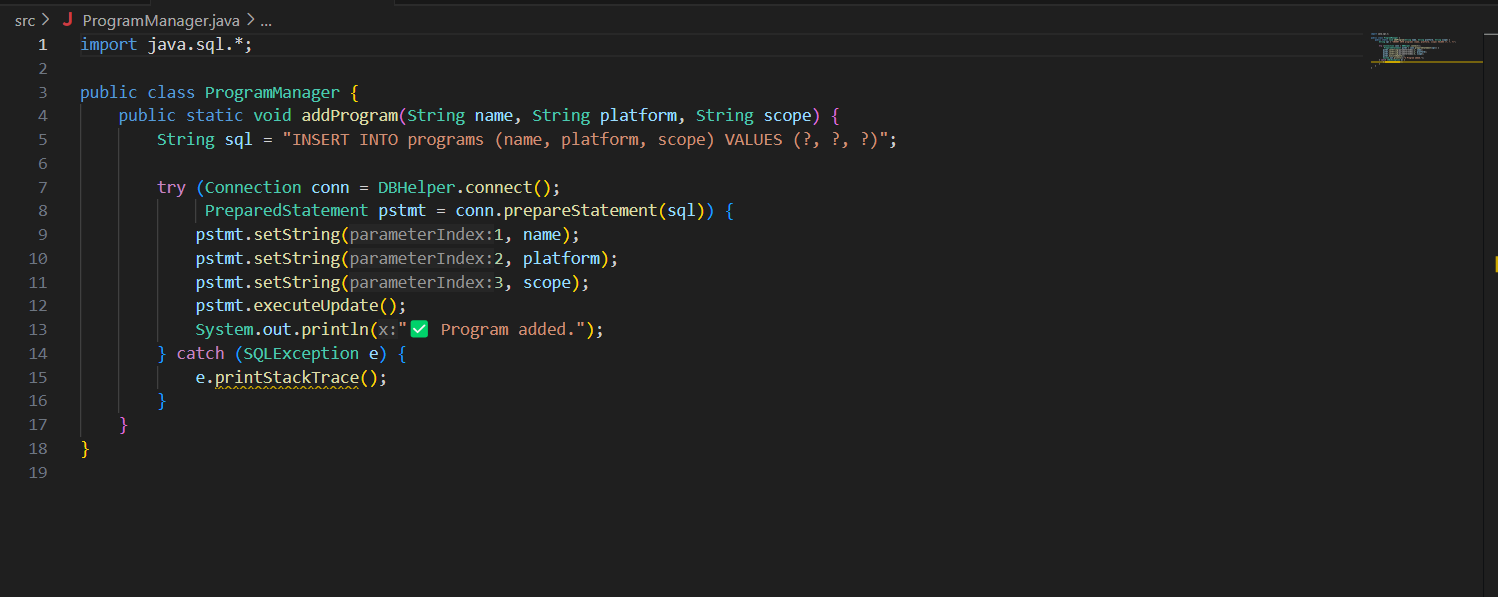 src > J ProgramManager.java > ...
1 import java.sql.*;
2
3 public class ProgramManager {
4     public static void addProgram(String name, String platform, String scope) {
5         String sql = "INSERT INTO programs (name, platform, scope) VALUES (?, ?, ?)";
6
7         try (Connection conn = DBHelper.connect();
8              PreparedStatement pstmt = conn.prepareStatement(sql)) {
9             pstmt.setString(parameterIndex:1, name);
10             pstmt.setString(parameterIndex:2, platform);
11             pstmt.setString(parameterIndex:3, scope);
12             pstmt.executeUpdate();
13             System.out.println(x:"✅ Program added.");
14         } catch (SQLException e) {
15             e.printStackTrace();
16         }
17     }
18 }
19